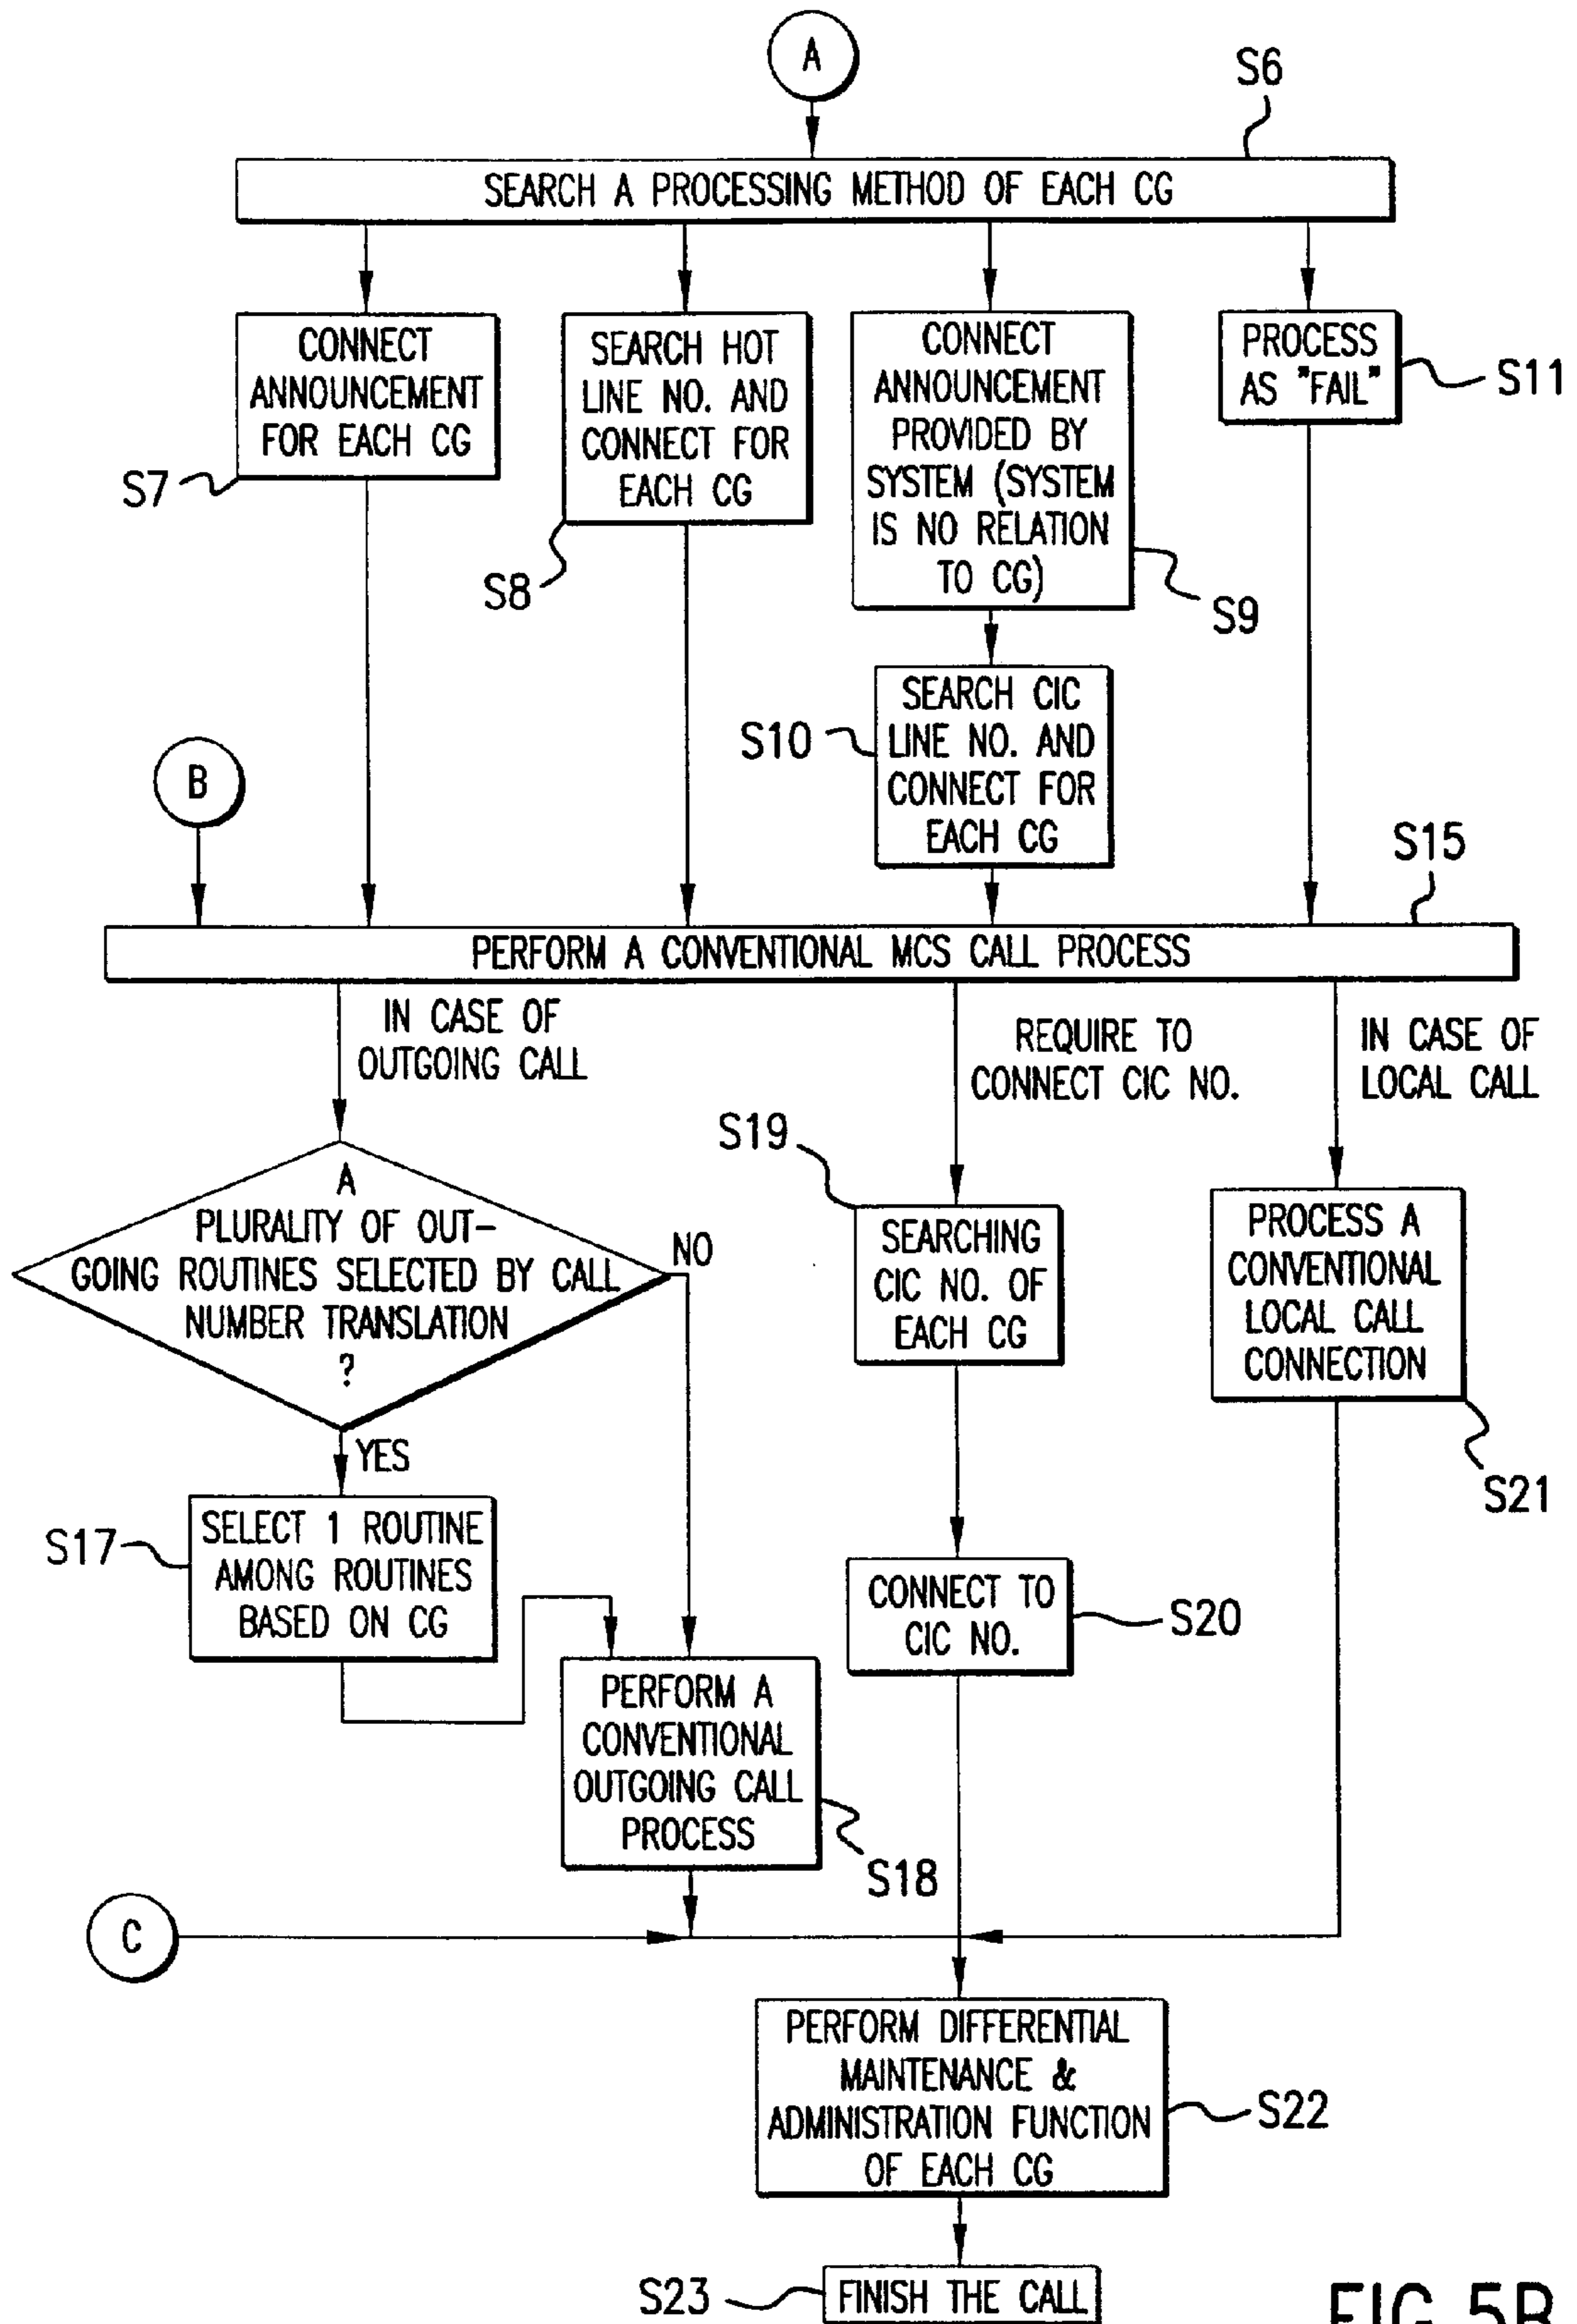 A
S6
SEARCH A PROCESSING METHOD OF EACH CG
CONNECT
ANNOUNCEMENT
FOR EACH CG
S7
SEARCH HOT
LINE NO. AND
CONNECT FOR
EACH CG
S8
CONNECT
ANNOUNCEMENT
PROVIDED BY
SYSTEM (SYSTEM
IS NO RELATION
TO CG)
S9
PROCESS
AS "FAIL"
S11
SEARCH CIC
LINE NO. AND
CONNECT FOR
EACH CG
S10
B
S15
PERFORM A CONVENTIONAL MCS CALL PROCESS
IN CASE OF
OUTGOING CALL
REQUIRE TO
CONNECT CIC NO.
IN CASE OF
LOCAL CALL
A
PLURALITY OF OUT-
GOING ROUTINES SELECTED BY CALL
NUMBER TRANSLATION
?
NO
YES
S19
SEARCHING
CIC NO. OF
EACH CG
PROCESS A
CONVENTIONAL
LOCAL CALL
CONNECTION
S21
S17
SELECT 1 ROUTINE
AMONG ROUTINES
BASED ON CG
CONNECT TO
CIC NO.
S20
PERFORM A
CONVENTIONAL
OUTGOING CALL
PROCESS
S18
C
PERFORM DIFFERENTIAL
MAINTENANCE &
ADMINISTRATION FUNCTION
OF EACH CG
S22
S23
FINISH THE CALL
FIG 5B